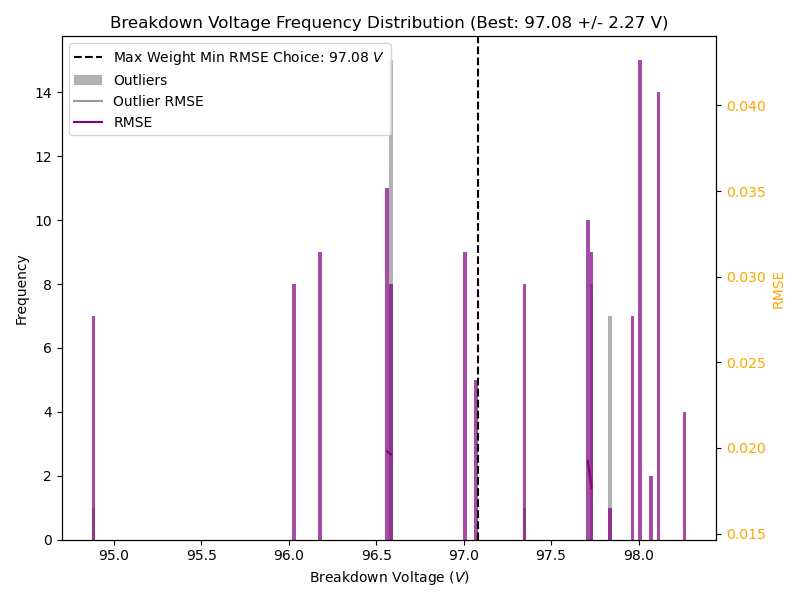 Breakdown Voltage Frequency Distribution (Best: 97.08 +/- 2.27 V)
Max Weight Min RMSE Choice: 97.08 V
Outliers
Outlier RMSE
RMSE
Frequency
14
12
10
8
6
4
2
0
0.040
0.035
0.030
0.025
0.020
0.015
RMSE
95.0 95.5 96.0 96.5 97.0 97.5 98.0
Breakdown Voltage (V)